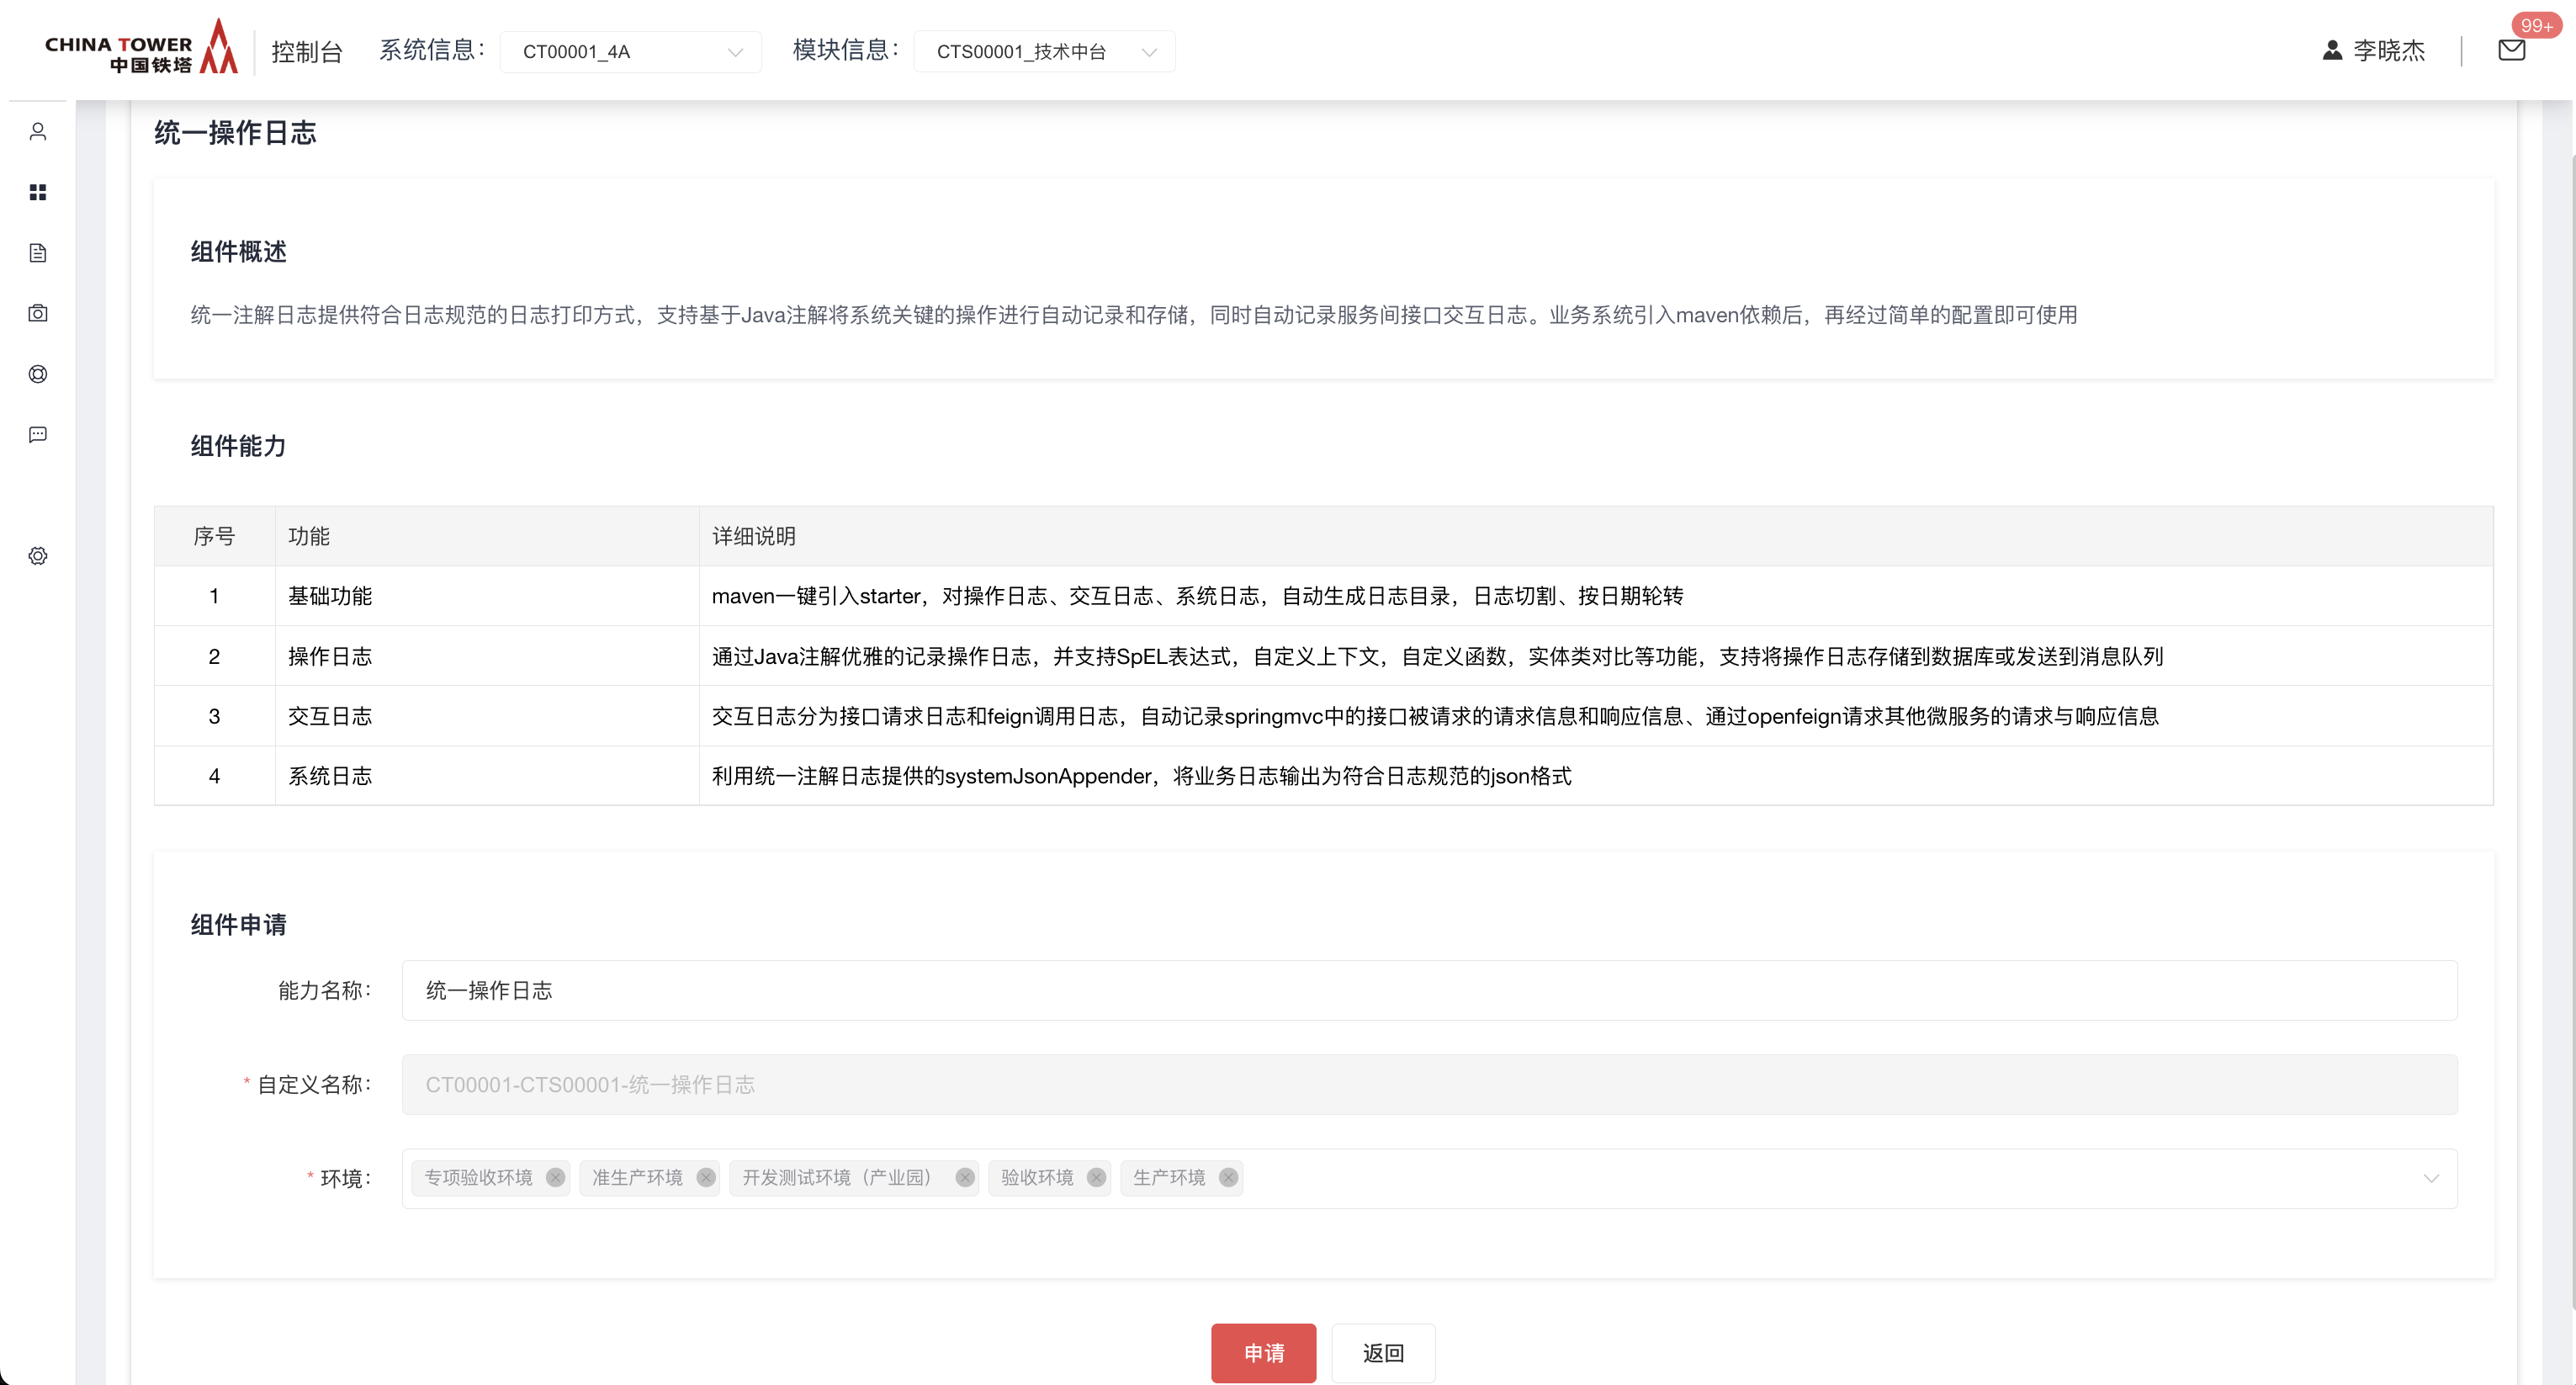 CHINA TOWER
中国铁塔
控制台
系统信息：
CT00001_4A
模块信息：
CTS00001_技术中台
李晓杰
99+
统一操作日志
组件概述
统一注解日志提供符合日志规范的日志打印方式，支持基于Java注解将系统关键的操作进行自动记录和存储，同时自动记录服务间接口交互日志。业务系统引入maven依赖后，再经过简单的配置即可使用
组件能力
序号 功能 详细说明
1 基础功能 maven一键引入starter，对操作日志、交互日志、系统日志，自动生成日志目录，日志切割、按日期轮转
2 操作日志 通过Java注解优雅的记录操作日志，并支持SpEL表达式，自定义上下文，自定义函数，实体类对比等功能，支持将操作日志存储到数据库或发送到消息队列
3 交互日志 交互日志分为接口请求日志和feign调用日志，自动记录springmvc中的接口被请求的请求信息和响应信息、通过openfeign请求其他微服务的请求与响应信息
4 系统日志 利用统一注解日志提供的systemJsonAppender，将业务日志输出为符合日志规范的json格式
组件申请
能力名称： 统一操作日志
* 自定义名称： CT00001-CTS00001-统一操作日志
* 环境： 专项验收环境 准生产环境 开发测试环境（产业园） 验收环境 生产环境
申请 返回